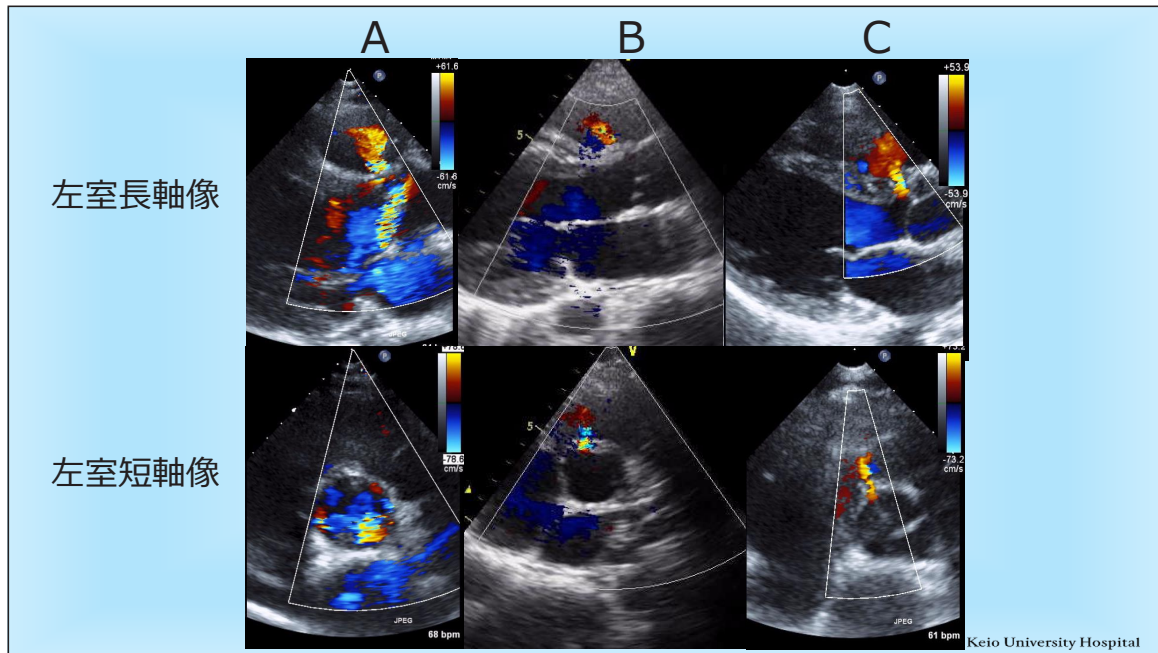 A B C
左室長軸像
+61.6
-61.6
cm/s
JPEG
5
+53.9
-53.9
cm/s
左室短軸像
-78.6
cm/s
JPEG
68 bpm
5
V
+73.2
-73.2
cm/s
JPEG
61 bpm
Keio University Hospital